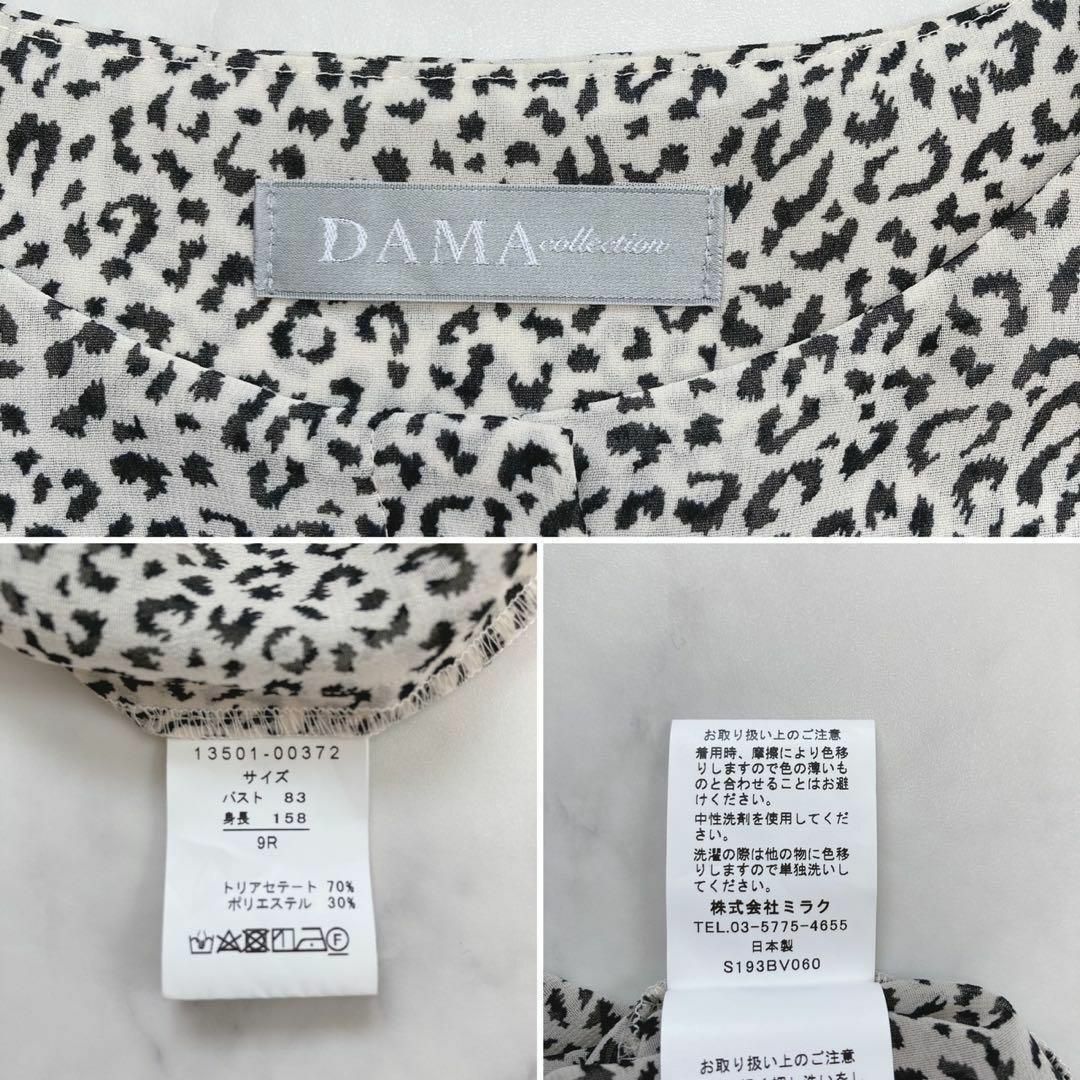 DAMA collection
13501-00372
サイズ
バスト 83
身長 158
9R
トリアセテート 70%
ポリエステル 30%
F
お取り扱い上のご注意
着用時、摩擦により色移
りしますので色の薄いも
のと合わせることはお避
けください。
中性洗剤を使用してくだ
さい。
洗濯の際は他の物に色移
りしますので単独洗いし
てください。
株式会社ミラク
TEL.03-5775-4655
日本製
S193BV060
お取り扱い上のご注意